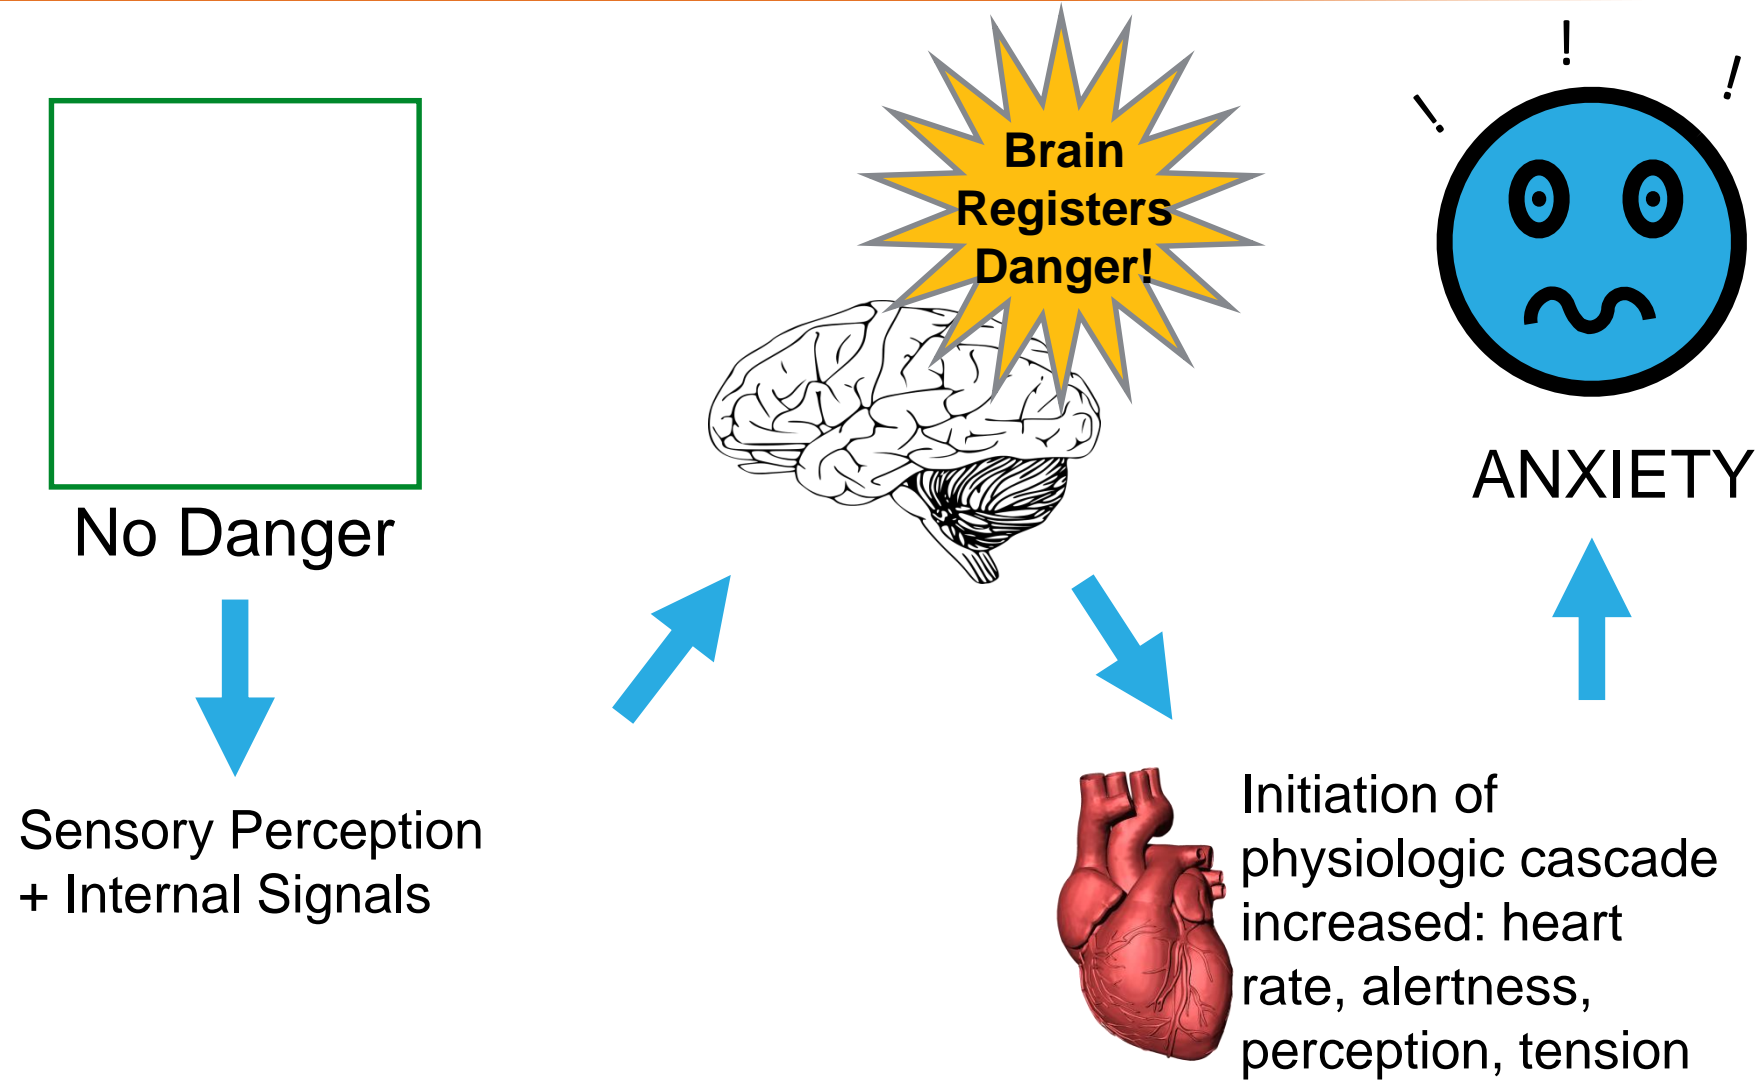 No Danger
Sensory Perception
+ Internal Signals
Brain
Registers
Danger!
Initiation of
physiologic cascade
increased: heart
rate, alertness,
perception, tension
! ! !
ANXIETY